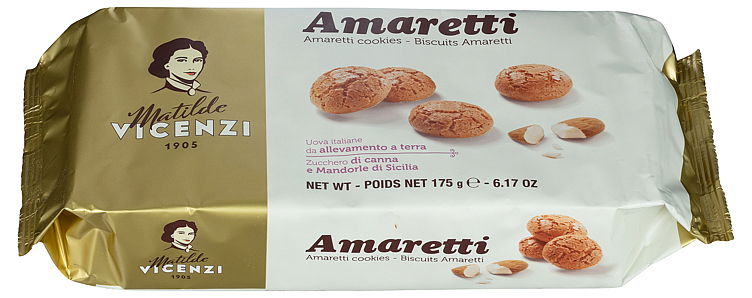 Amaretti
Amaretti cookies - Biscuits Amaretti
Matilde
VICENZI
1905
Uova italiane
da allevamento a terra
Zucchero di canna
e Mandorle di Sicilia
NET WT - POIDS NET 175 g ℮ - 6.17 OZ
Matilde
VICENZI
1905
Amaretti
Amaretti cookies - Biscuits Amaretti